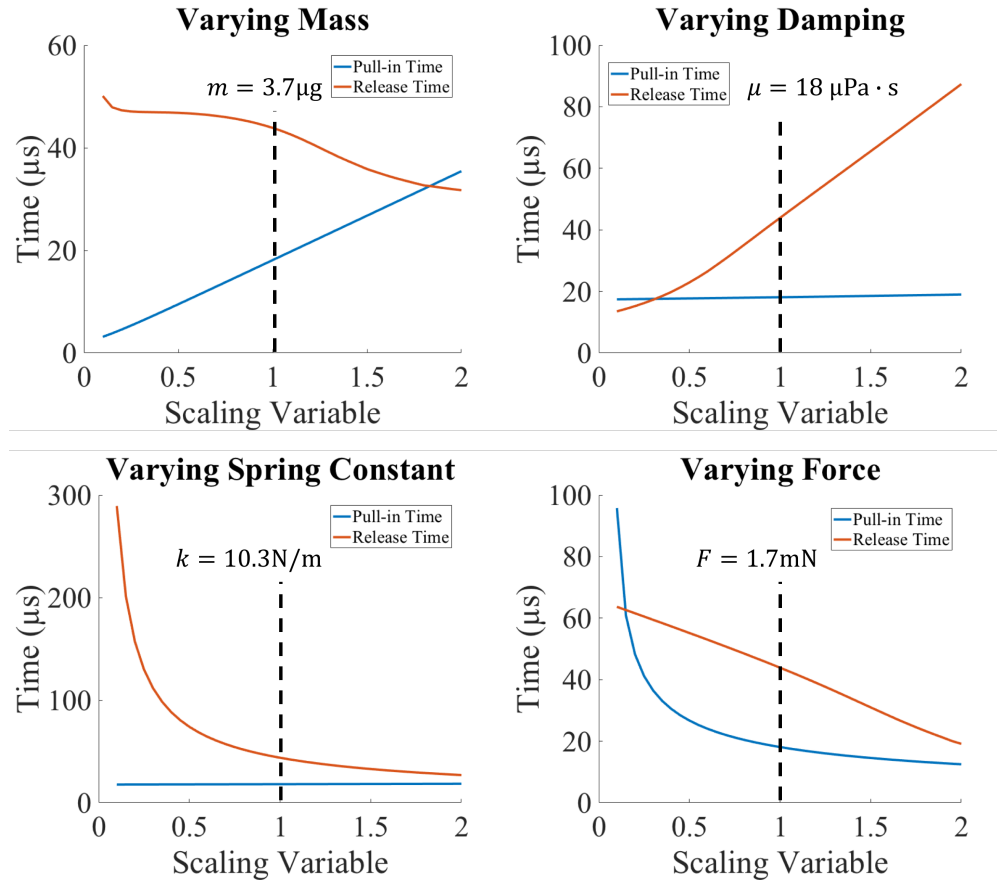 Varying Mass
60
40
20
0
Time (µs)
m = 3.7µg
Pull-in Time
Release Time
0
0.5
1
1.5
2
Scaling Variable
Varying Damping
100
80
60
40
20
0
Time (µs)
Pull-in Time
Release Time
µ = 18 µPa · s
0
0.5
1
1.5
2
Scaling Variable
Varying Spring Constant
300
200
100
0
Time (µs)
Pull-in Time
Release Time
k = 10.3N/m
0
0.5
1
1.5
2
Scaling Variable
Varying Force
100
80
60
40
20
0
Time (µs)
Pull-in Time
Release Time
F = 1.7mN
0
0.5
1
1.5
2
Scaling Variable